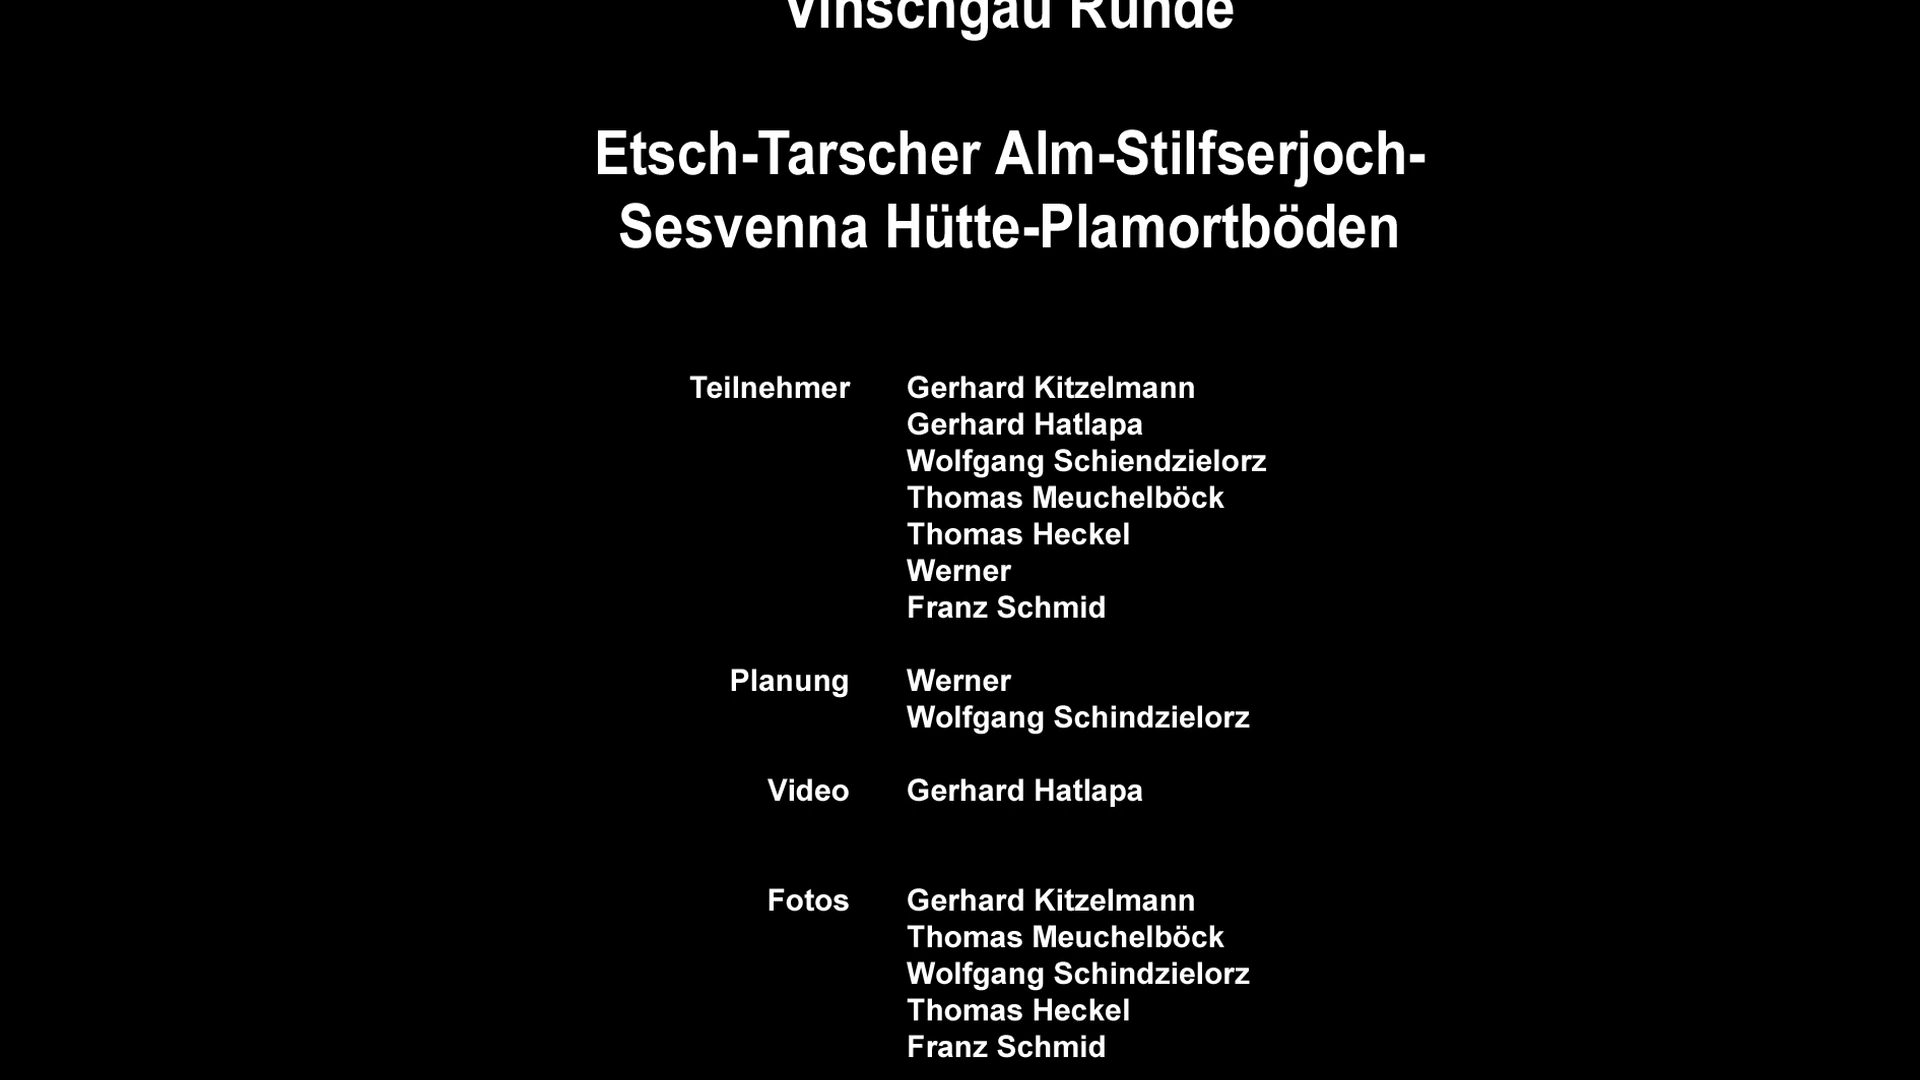 Vinschgau Runde
Etsch-Tarscher Alm-Stilfserjoch-
Sesvenna Hütte-Plamortböden
Teilnehmer Gerhard Kitzelmann
Gerhard Hatlapa
Wolfgang Schiendzielorz
Thomas Meuchelböck
Thomas Heckel
Werner
Franz Schmid
Planung Werner
Wolfgang Schindzielorz
Video Gerhard Hatlapa
Fotos Gerhard Kitzelmann
Thomas Meuchelböck
Wolfgang Schindzielorz
Thomas Heckel
Franz Schmid